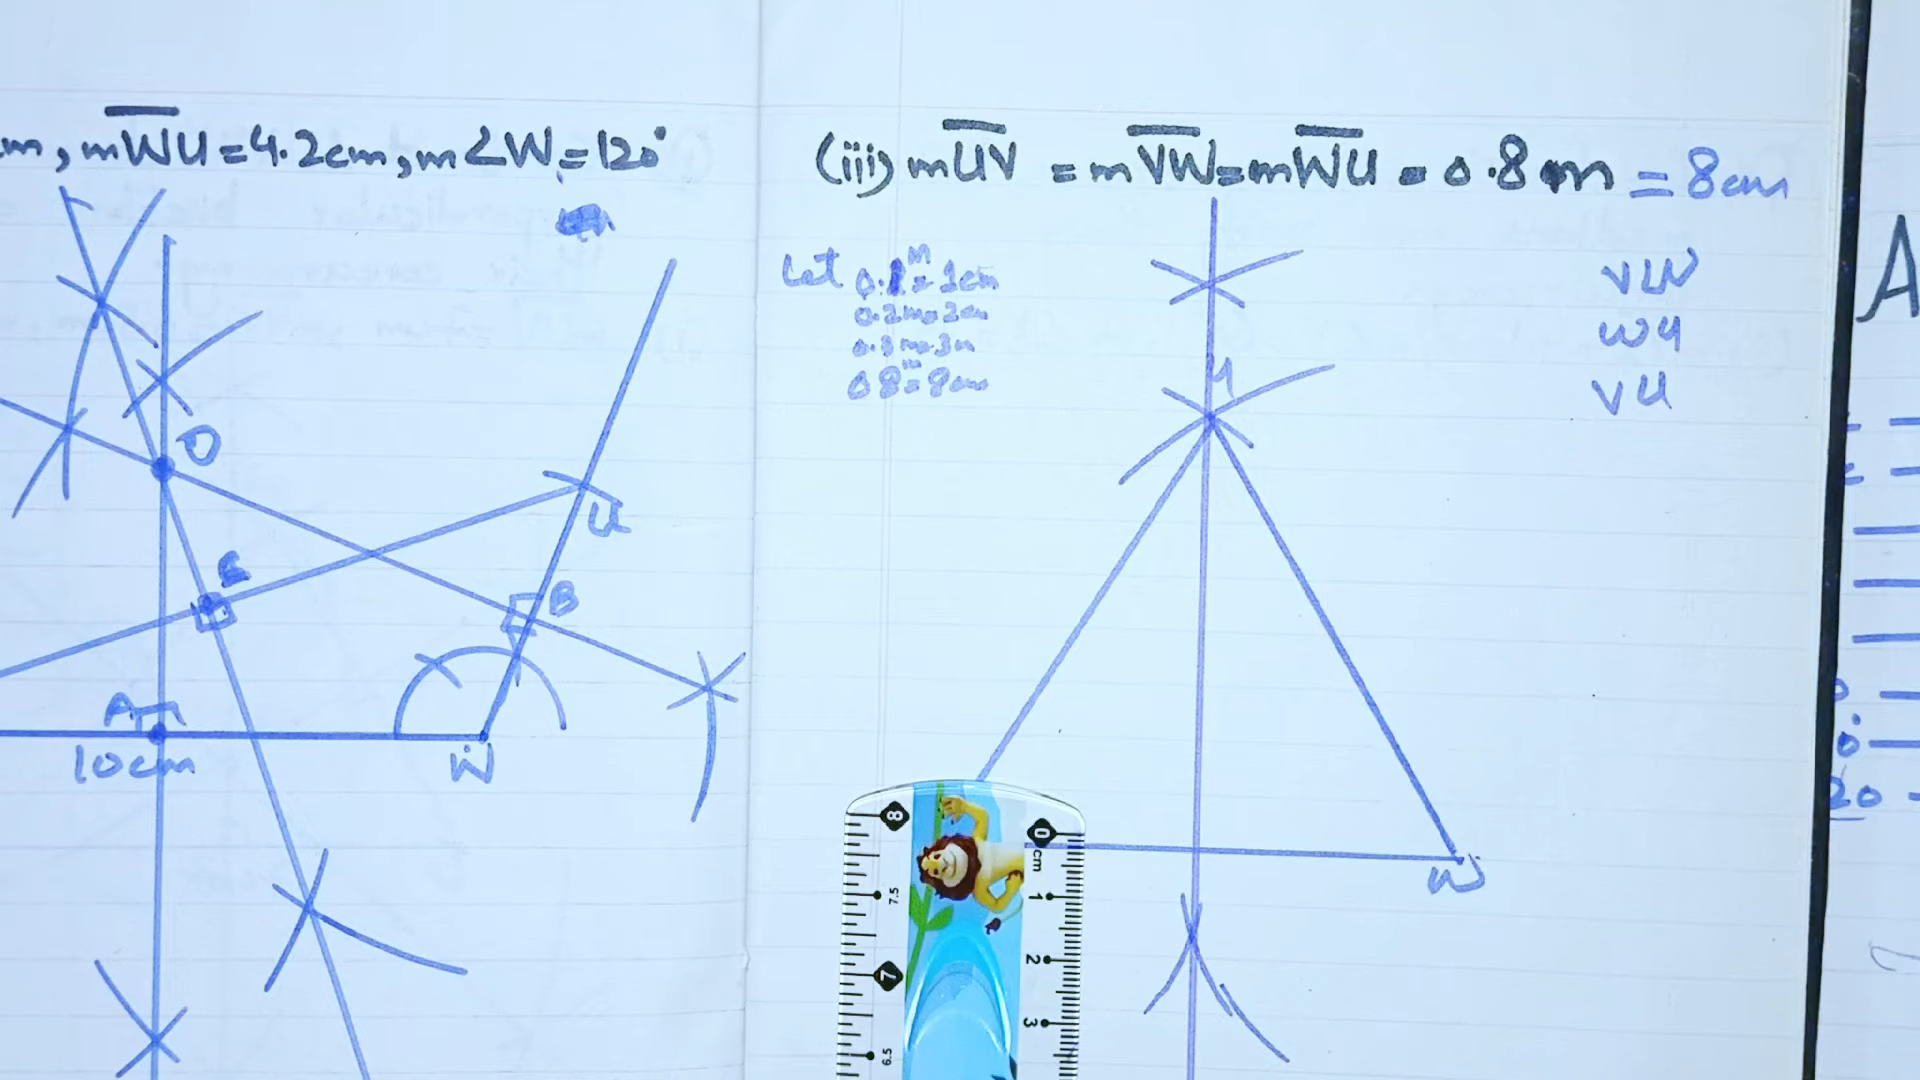 m, mWU=4.2cm, m∠W=120°
(iii) mUV = mVW=mWU = 0.8m = 8cm
Let 0.1m=1cm
0.2m=2cm
0.3m=3m
0.8m=8cm
VW
WU
VU
U
O
U
C
B
A
10cm
W
W
A
20
8
7.5
7
6.5
0
cm
1
2
3